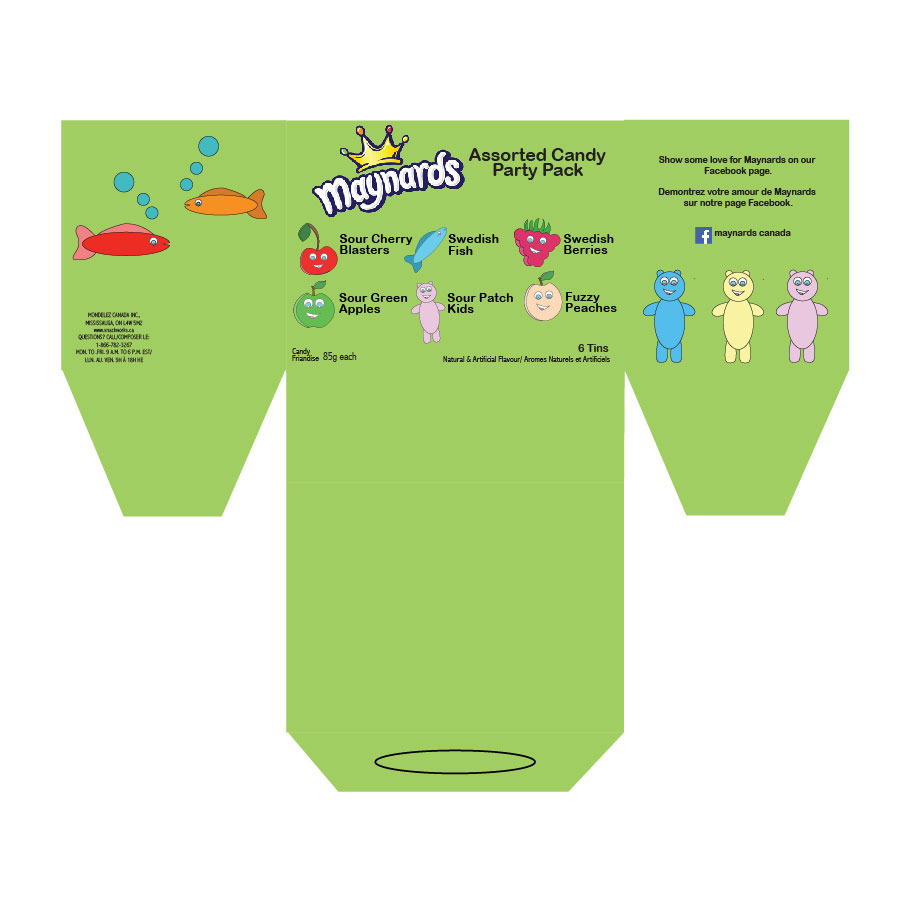 maynards
Assorted Candy
Party Pack
Sour Cherry
Blasters
Swedish
Fish
Swedish
Berries
Sour Green
Apples
Sour Patch
Kids
Fuzzy
Peaches
Candy
Friandise
85g each
6 Tins
Natural & Artificial Flavour/ Aromes Naturels et Artificiels
MONDELEZ CANADA INC.,
MISSISSAUGA, ON L4W 5M2
www.snackworks.ca
QUESTIONS? CALL/COMPOSER LE:
1-866-782-3267
MON. TO .FRI. 9 A.M. TO 6 P.M. EST/
LUN. AU. VEN. 9H À 18H HE
Show some love for Maynards on our
Facebook page.
Demontrez votre amour de Maynards
sur notre page Facebook.
f maynards canada